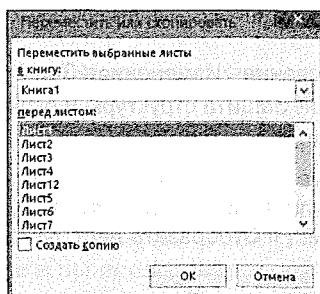 Переместить или скопировать
Переместить выбранные листы
в книгу:
Книга1
перед листом:
Лист1
Лист2
Лист3
Лист4
Лист12
Лист5
Лист6
Лист7
Создать копию
ОК
Отмена